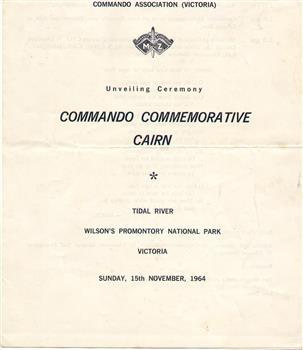 COMMANDO ASSOCIATION (VICTORIA)
M Z
Unveiling Ceremony
COMMANDO COMMEMORATIVE
CAIRN
*
TIDAL RIVER
WILSON'S PROMONTORY NATIONAL PARK
VICTORIA
SUNDAY, 15th NOVEMBER, 1964